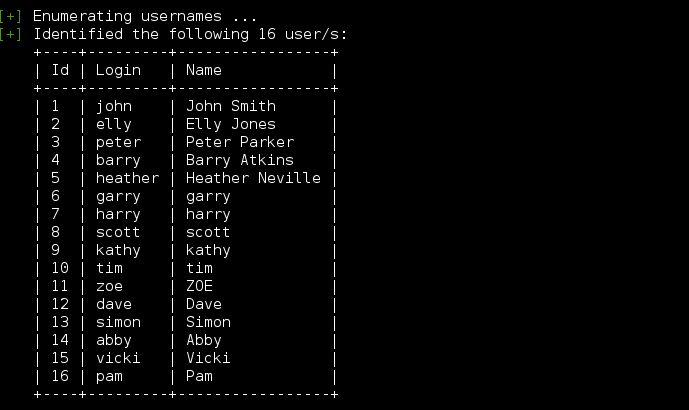 [+] Enumerating usernames ...
[+] Identified the following 16 user/s:
    +----+---------+-----------------+
    | Id | Login   | Name            |
    +----+---------+-----------------+
    | 1  | john    | John Smith      |
    | 2  | elly    | Elly Jones      |
    | 3  | peter   | Peter Parker    |
    | 4  | barry   | Barry Atkins    |
    | 5  | heather | Heather Neville |
    | 6  | garry   | garry           |
    | 7  | harry   | harry           |
    | 8  | scott   | scott           |
    | 9  | kathy   | kathy           |
    | 10 | tim     | tim             |
    | 11 | zoe     | ZOE             |
    | 12 | dave    | Dave            |
    | 13 | simon   | Simon           |
    | 14 | abby    | Abby            |
    | 15 | vicki   | Vicki           |
    | 16 | pam     | Pam             |
    +----+---------+-----------------+